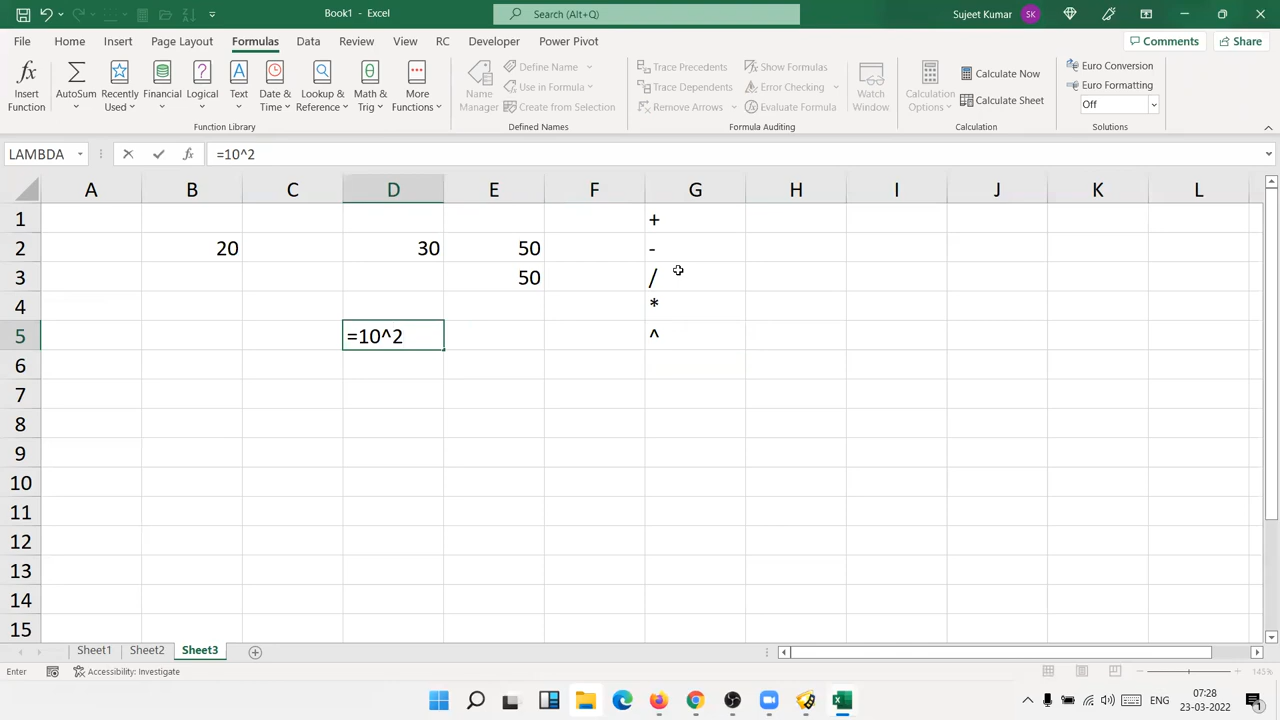 Book1 - Excel
Search (Alt+Q)
Sujeet Kumar SK
File Home Insert Page Layout Formulas Data Review View RC Developer Power Pivot
Comments Share
Insert Function
AutoSum
Recently Used
Financial
Logical
Text
Date & Time
Lookup & Reference
Math & Trig
More Functions
Function Library
Name Manager
Define Name
Use in Formula
Create from Selection
Defined Names
Trace Precedents
Trace Dependents
Remove Arrows
Show Formulas
Error Checking
Evaluate Formula
Formula Auditing
Watch Window
Calculation Options
Calculate Now
Calculate Sheet
Calculation
Euro Conversion
Euro Formatting
Off
Solutions
LAMBDA fx =10^2
A B C D E F G H I J K L
1 +
2 20 30 50 -
3 50 /
4 *
5 =10^2 ^
6
7
8
9
10
11
12
13
14
15
Sheet1 Sheet2 Sheet3
Enter Accessibility: Investigate 145%
ENG 07:28
23-03-2022 1